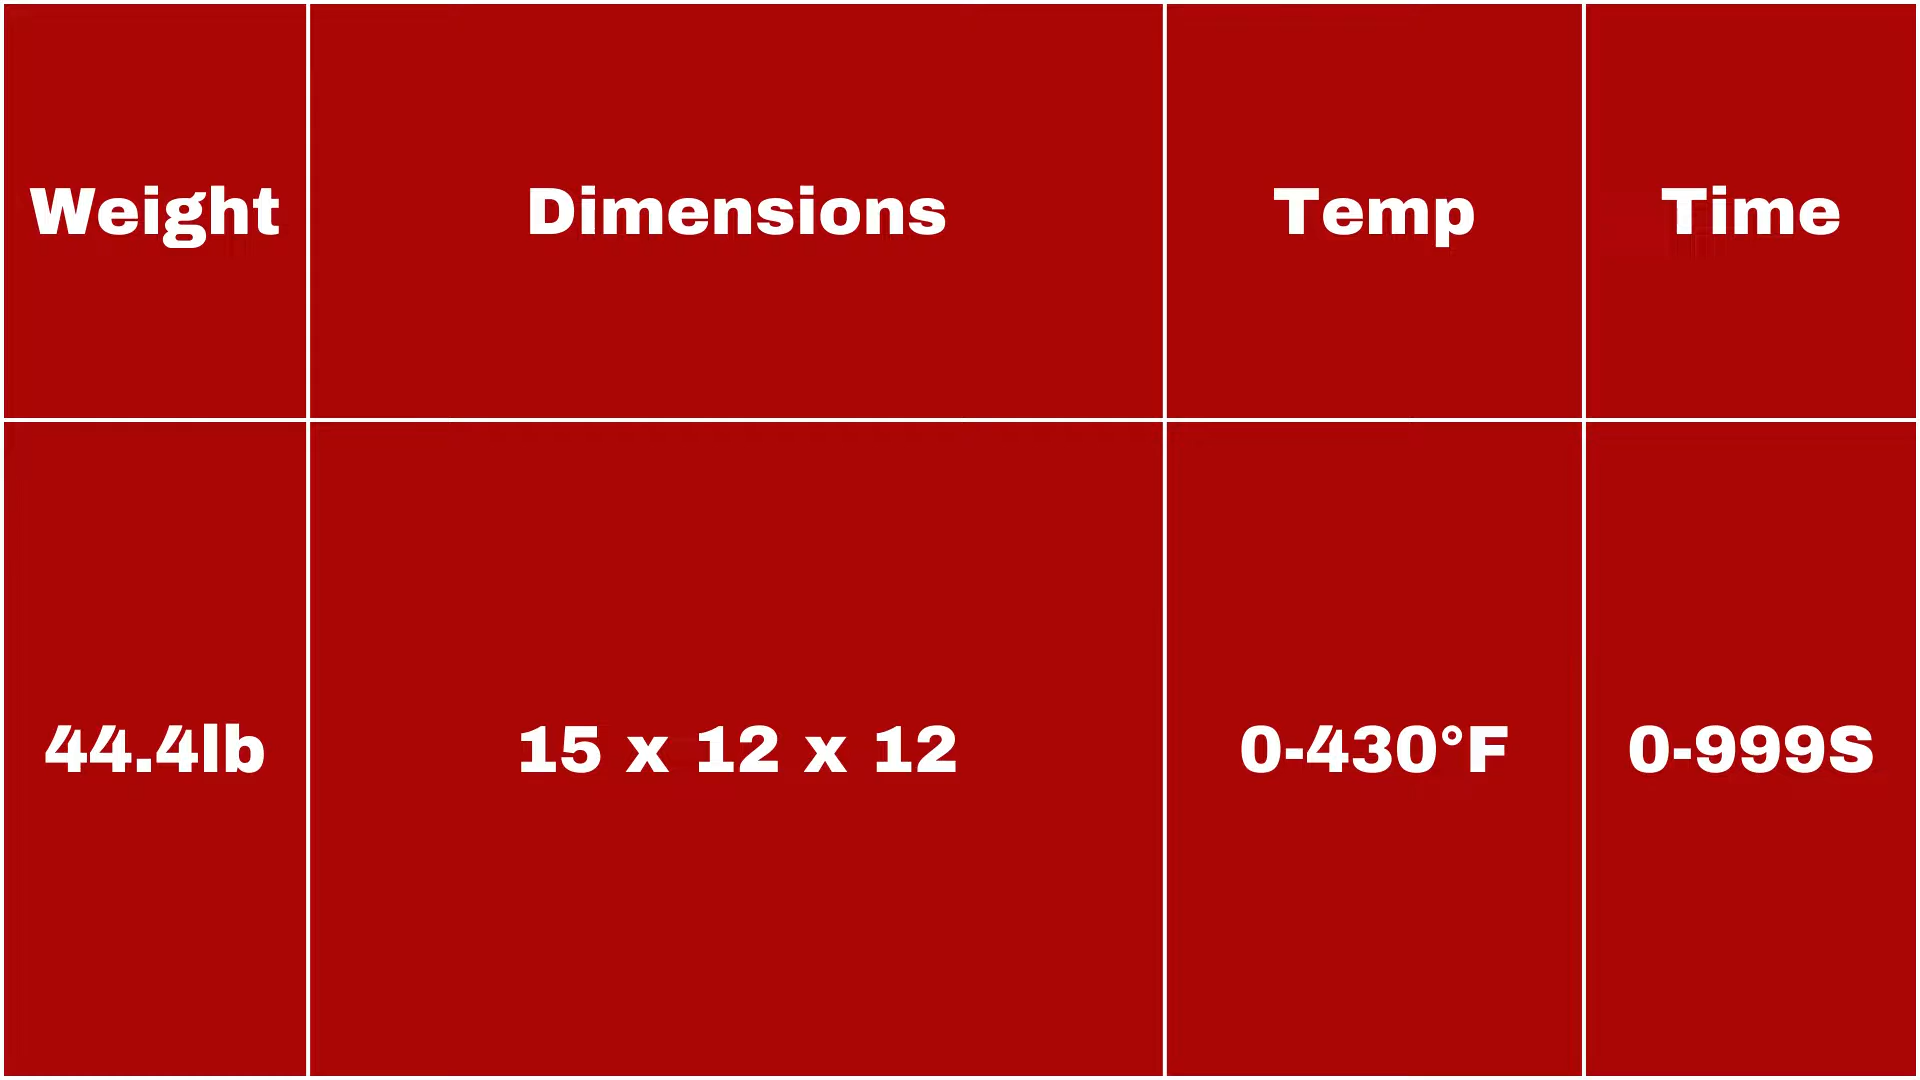 Weight Dimensions Temp Time
44.4lb 15 x 12 x 12 0-430°F 0-999S